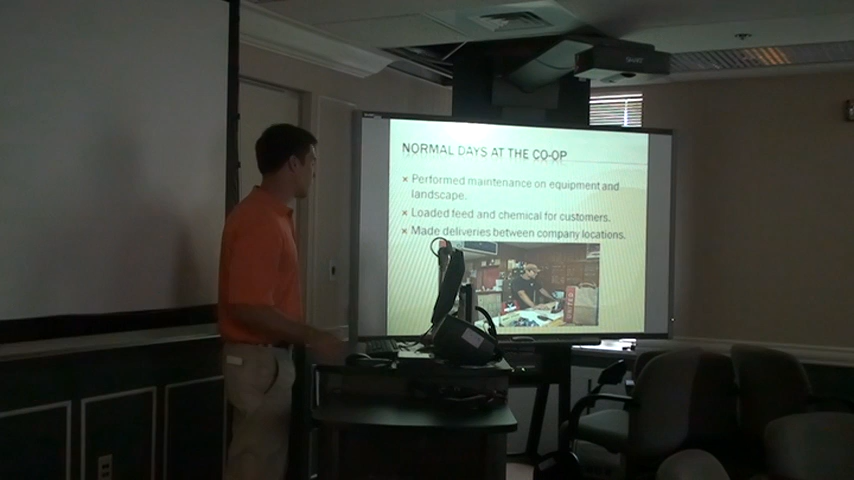 SMART
NORMAL DAYS AT THE CO-OP
× Performed maintenance on equipment and
landscape.
× Loaded feed and chemical for customers.
× Made deliveries between company locations.